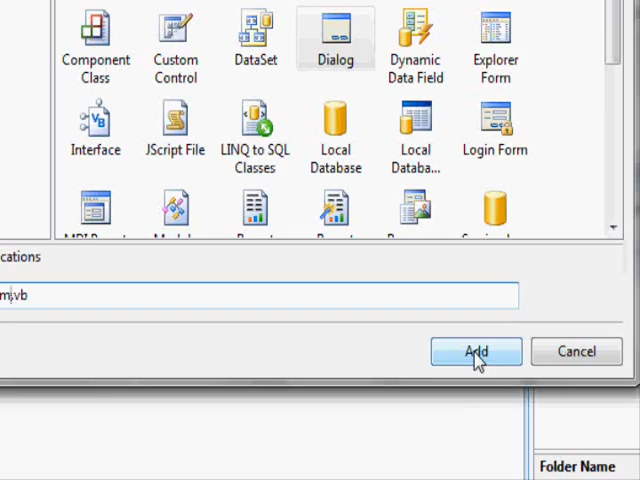 Component Custom DataSet Dialog Dynamic Explorer
Class Control Data Field Form
Interface JScript File LINQ to SQL Local Local Login Form
Classes Database Databa...
cations
m.vb
Add Cancel
Folder Name